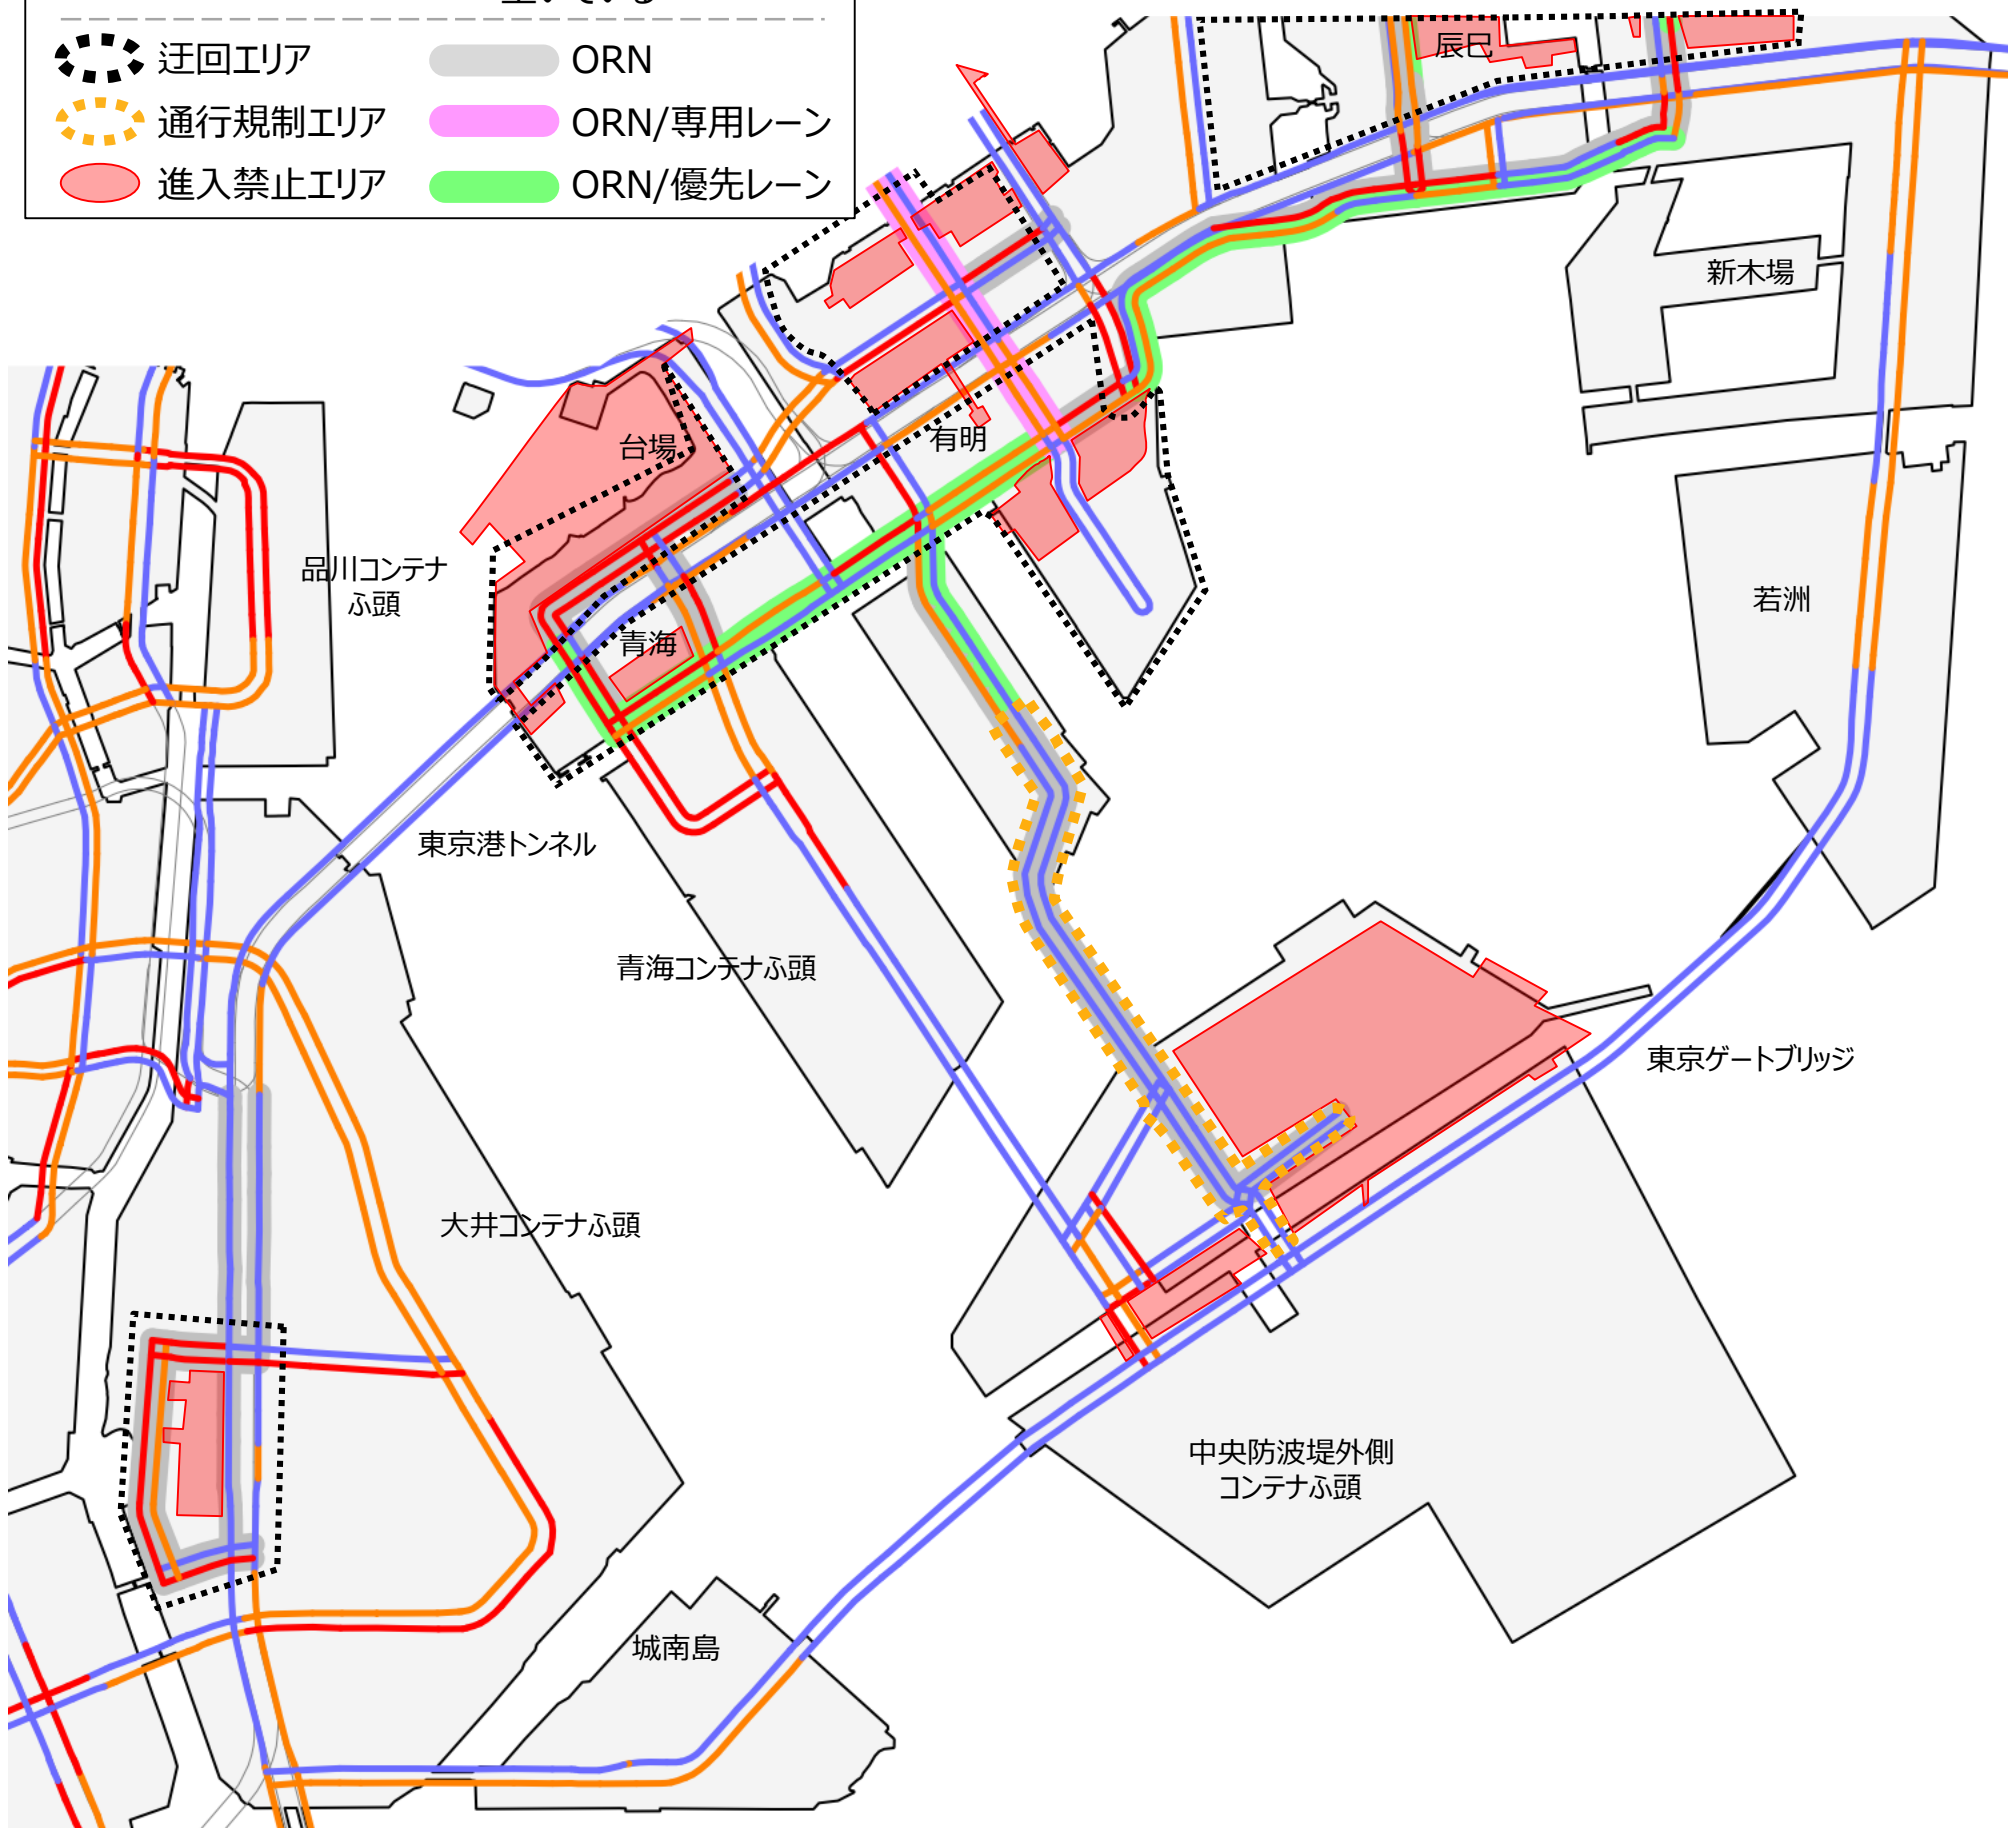 空いている
迂回エリア
ORN
通行規制エリア
ORN/専用レーン
進入禁止エリア
ORN/優先レーン
辰巳
新木場
台場
有明
品川コンテナ
ふ頭
青海
若洲
東京港トンネル
青海コンテナふ頭
東京ゲートブリッジ
大井コンテナふ頭
中央防波堤外側
コンテナふ頭
城南島